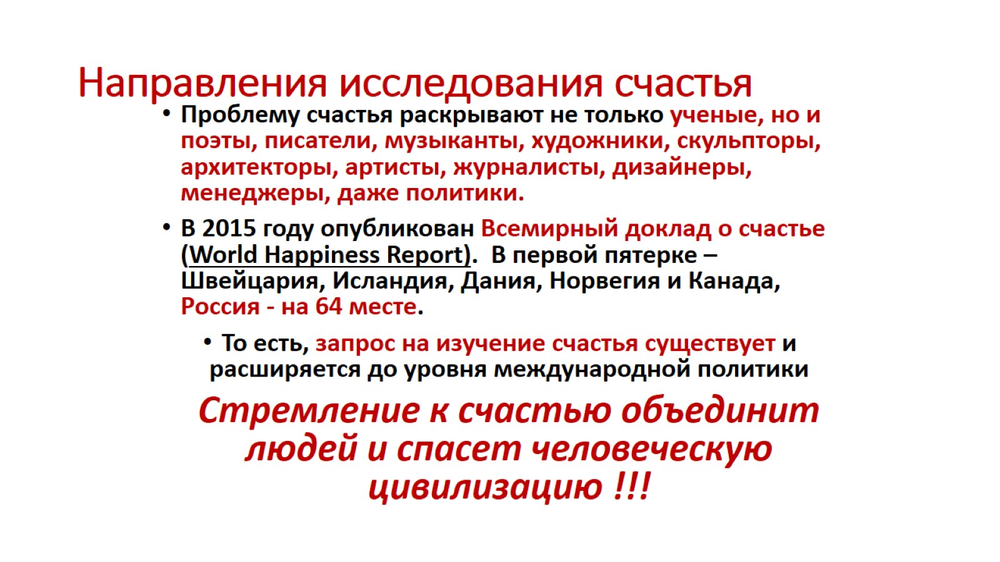 Направления исследования счастья
• Проблему счастья раскрывают не только ученые, но и
поэты, писатели, музыканты, художники, скульпторы,
архитекторы, артисты, журналисты, дизайнеры,
менеджеры, даже политики.
• В 2015 году опубликован Всемирный доклад о счастье
(World Happiness Report).  В первой пятерке –
Швейцария, Исландия, Дания, Норвегия и Канада,
Россия - на 64 месте.
• То есть, запрос на изучение счастья существует и
расширяется до уровня международной политики
Стремление к счастью объединит
людей и спасет человеческую
цивилизацию !!!